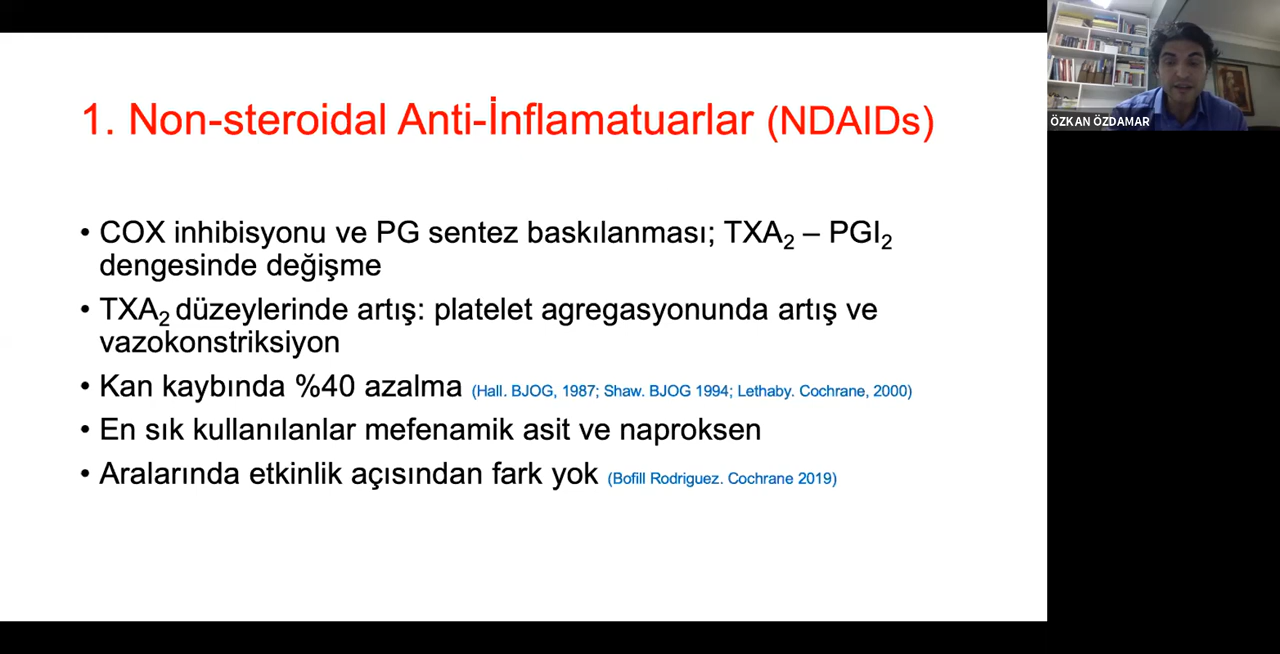 1. Non-steroidal Anti-İnflamatuarlar (NDAIDs)
• COX inhibisyonu ve PG sentez baskılanması; TXA₂ – PGI₂
dengesinde değişme
• TXA₂ düzeylerinde artış: platelet agregasyonunda artış ve
vazokonstriksiyon
• Kan kaybında %40 azalma (Hall. BJOG, 1987; Shaw. BJOG 1994; Lethaby. Cochrane, 2000)
• En sık kullanılanlar mefenamik asit ve naproksen
• Aralarında etkinlik açısından fark yok (Bofill Rodriguez. Cochrane 2019)
ÖZKAN ÖZDAMAR